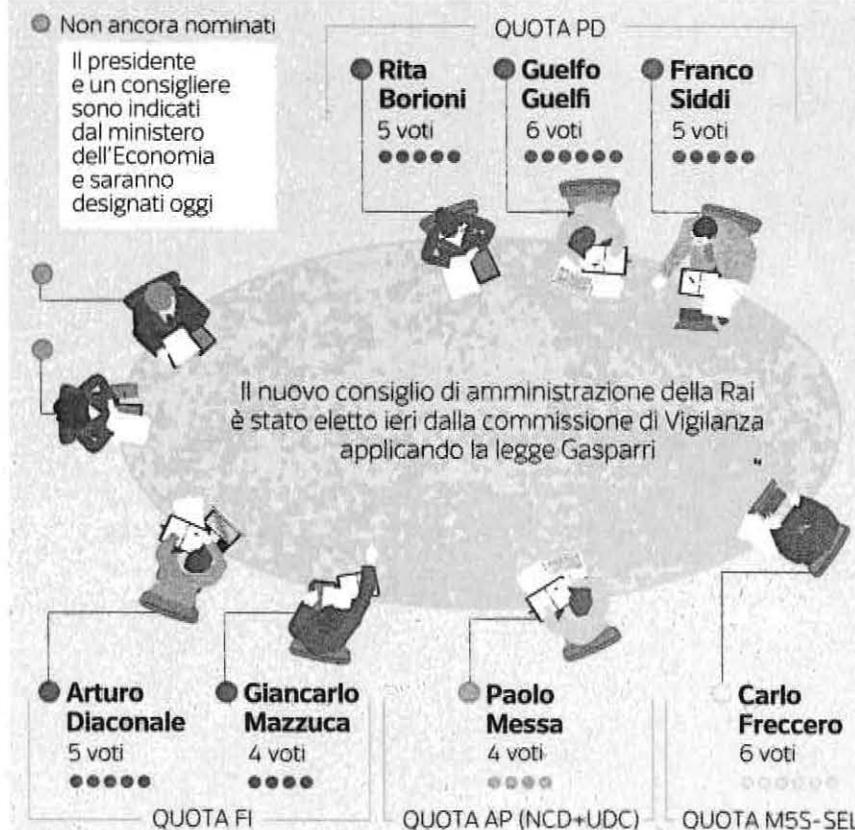 Non ancora nominati
Il presidente
e un consigliere
sono indicati
dal ministero
dell'Economia
e saranno
designati oggi
QUOTA PD
Rita
Borioni
5 voti
Guelfo
Guelfi
6 voti
Franco
Siddi
5 voti
Il nuovo consiglio di amministrazione della Rai
è stato eletto ieri dalla commissione di Vigilanza
applicando la legge Gasparri
Arturo
Diaconale
5 voti
Giancarlo
Mazzuca
4 voti
QUOTA FI
Paolo
Messa
4 voti
QUOTA AP (NCD+UDC)
Carlo
Freccero
6 voti
QUOTA M5S-SEL